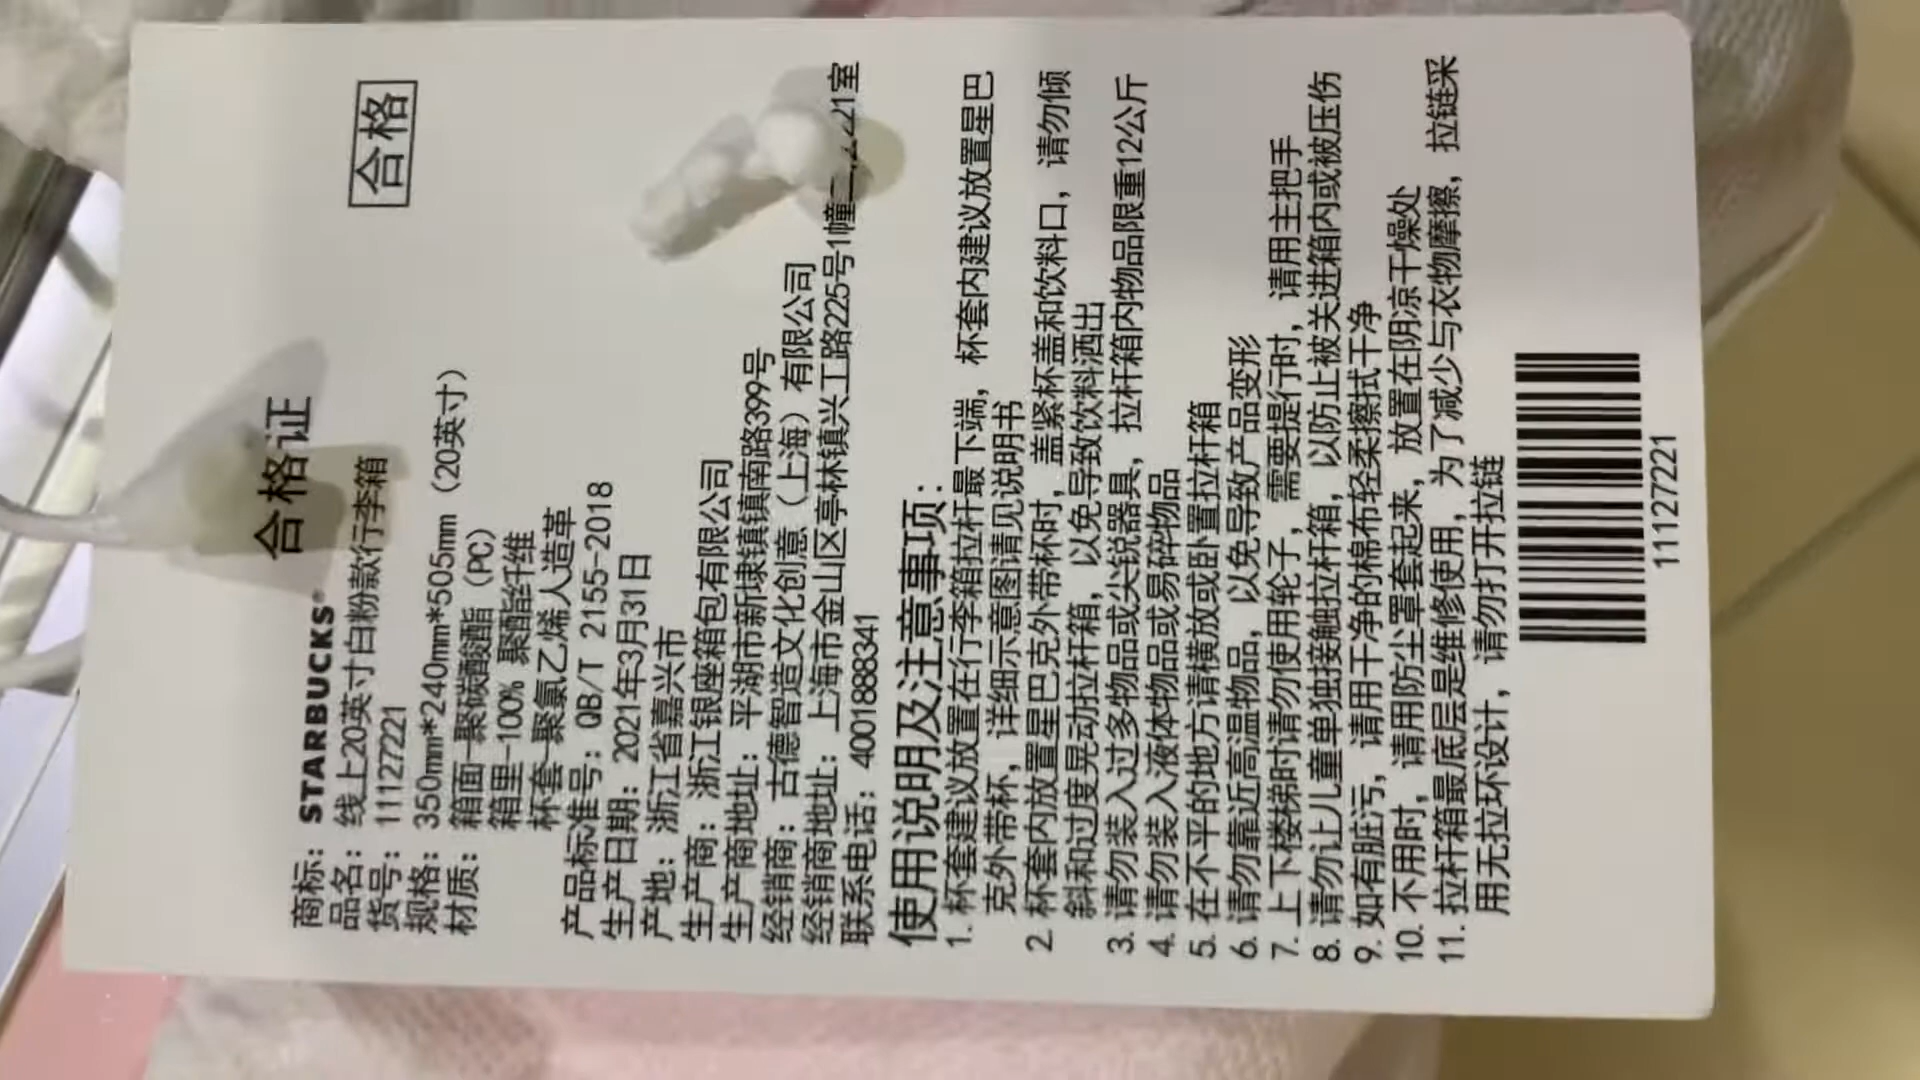 合格证
合格
商标：STARBUCKS®
品名：线上20英寸白粉款行李箱
货号：11127221
规格：350mm*240mm*505mm（20英寸）
材质：箱面-聚碳酸酯（PC）
箱里-100% 聚酯纤维
杯套-聚氯乙烯人造革
产品标准号：QB/T 2155-2018
生产日期：2021年3月31日
产地：浙江省嘉兴市
生产商：浙江银座箱包有限公司
生产商地址：平湖市新埭镇镇南路399号
经销商：古德智造文化创意（上海）有限公司
经销商地址：上海市金山区亭林镇兴工路225号1幢二221室
联系电话：4001888341
使用说明及注意事项：
1. 杯套建议放置在行李箱拉杆最下端，杯套内建议放置星巴
克外带杯，详细示意图请见说明书
2. 杯套内放置星巴克外带杯时，盖紧杯盖和饮料口，请勿倾
斜和过度晃动拉杆箱，以免导致饮料洒出
3. 请勿装入过多物品或尖锐器具，拉杆箱内物品限重12公斤
4. 请勿装入液体物品或易碎物品
5. 在不平的地方请横放或卧置拉杆箱
6. 请勿靠近高温物品，以免导致产品变形
7. 上下楼梯时请勿使用轮子，需要提行时，请用主把手
8. 请勿让儿童单独接触拉杆箱，以防止被关进箱内或被压伤
9. 如有脏污，请用干净的棉布轻柔擦拭干净
10. 不用时，请用防尘罩套起来，放置在阴凉干燥处
11. 拉杆箱最底层是维修使用，为了减少与衣物摩擦，拉链采
用无拉环设计，请勿打开拉链
11127221